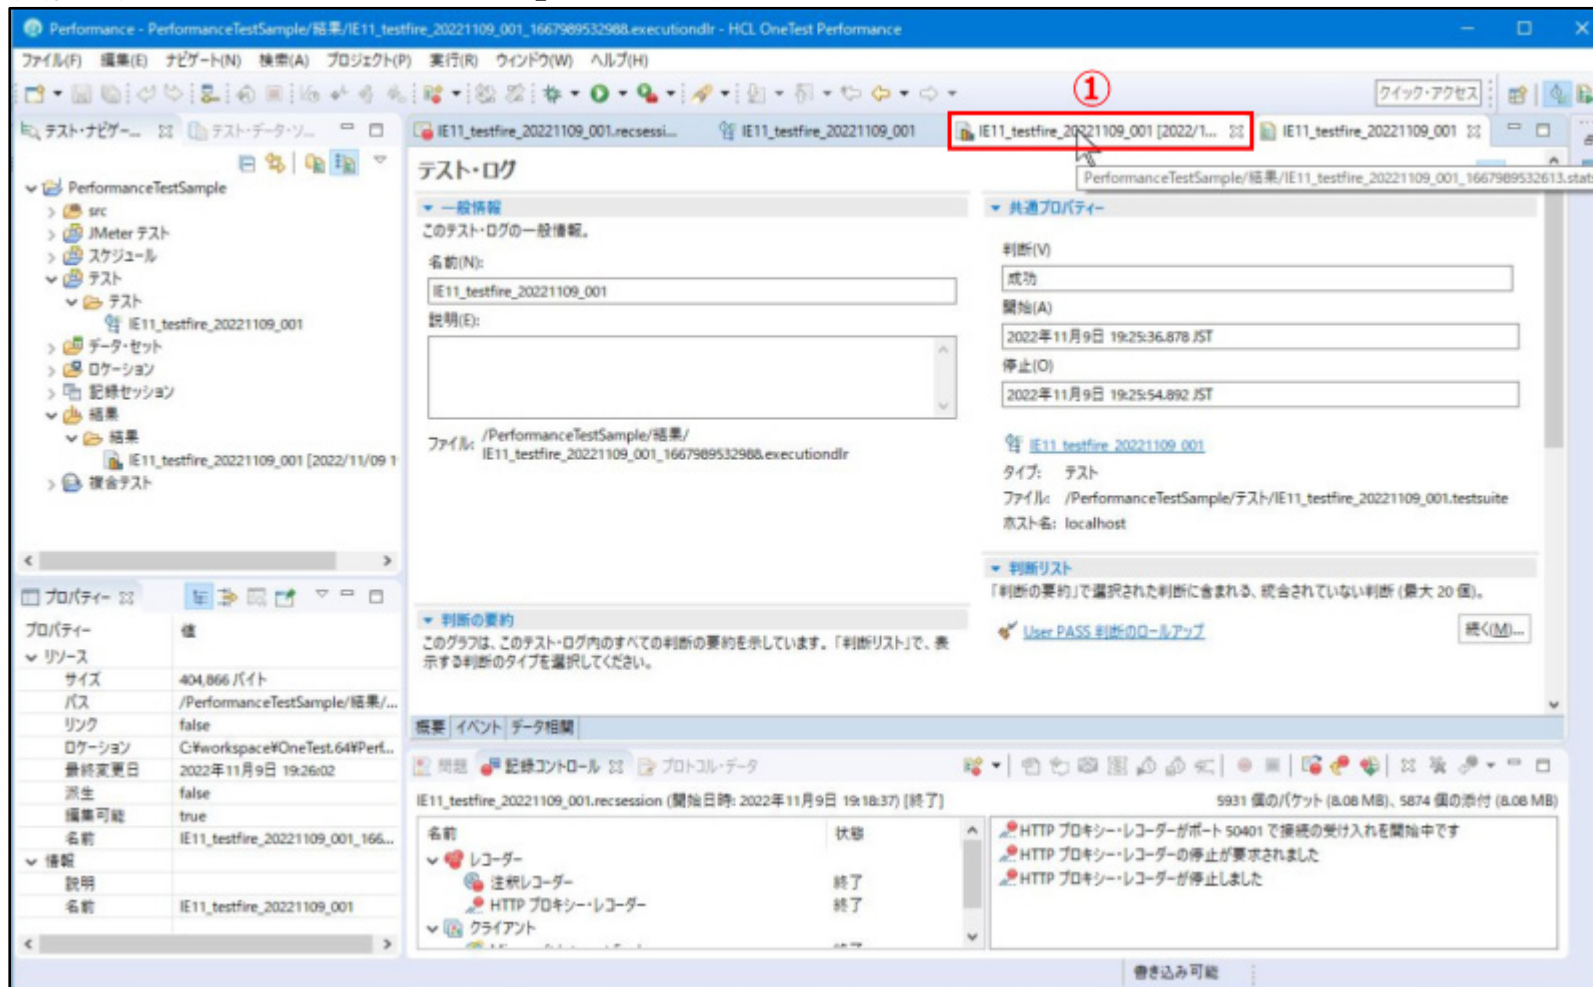 Performance - PerformanceTestSample/結果/IE11_testfire_20221109_001_1667989532988.executiondlr - HCL OneTest Performance
ファイル(F) 編集(E) ナビゲート(N) 検索(A) プロジェクト(P) 実行(R) ウィンドウ(W) ヘルプ(H)
①
クイック・アクセス
テスト・ナビゲー... テスト・データ・ソ...
IE11_testfire_20221109_001.recsessi... IE11_testfire_20221109_001 IE11_testfire_20221109_001 [2022/1... IE11_testfire_20221109_001
PerformanceTestSample/結果/IE11_testfire_20221109_001_1667989532613.stats
PerformanceTestSample
src
JMeter テスト
スケジュール
テスト
テスト
IE11_testfire_20221109_001
データ・セット
ロケーション
記録セッション
結果
結果
IE11_testfire_20221109_001 [2022/11/09 1
複合テスト
テスト・ログ
一般情報
このテスト・ログの一般情報。
名前(N):
IE11_testfire_20221109_001
説明(E):
ファイル: /PerformanceTestSample/結果/
IE11_testfire_20221109_001_1667989532988.executiondlr
共通プロパティー
判断(V)
成功
開始(A)
2022年11月9日 19:25:36.878 JST
停止(O)
2022年11月9日 19:25:54.892 JST
IE11_testfire_20221109_001
タイプ: テスト
ファイル: /PerformanceTestSample/テスト/IE11_testfire_20221109_001.testsuite
ホスト名: localhost
判断リスト
「判断の要約」で選択された判断に含まれる、統合されていない判断 (最大 20 個)。
User PASS 判断のロールアップ
続く(M)...
判断の要約
このグラフは、このテスト・ログ内のすべての判断の要約を示しています。「判断リスト」で、表
示する判断のタイプを選択してください。
概要 イベント データ相関
プロパティー
プロパティー 値
リソース
サイズ 404,866 バイト
パス /PerformanceTestSample/結果/...
リンク false
ロケーション C:¥workspace¥OneTest.64¥Perf...
最終変更日 2022年11月9日 19:26:02
派生 false
編集可能 true
名前 IE11_testfire_20221109_001_166...
情報
説明
名前 IE11_testfire_20221109_001
問題 記録コントロール プロトコル・データ
IE11_testfire_20221109_001.recsession (開始日時: 2022年11月9日 19:18:37) [終了]
5931 個のパケット (8.08 MB)、5874 個の添付 (8.08 MB)
名前 状態
レコーダー
注釈レコーダー 終了
HTTP プロキシー・レコーダー 終了
クライアント
HTTP プロキシー・レコーダーがポート 50401 で接続の受け入れを開始中です
HTTP プロキシー・レコーダーの停止が要求されました
HTTP プロキシー・レコーダーが停止しました
書き込み可能